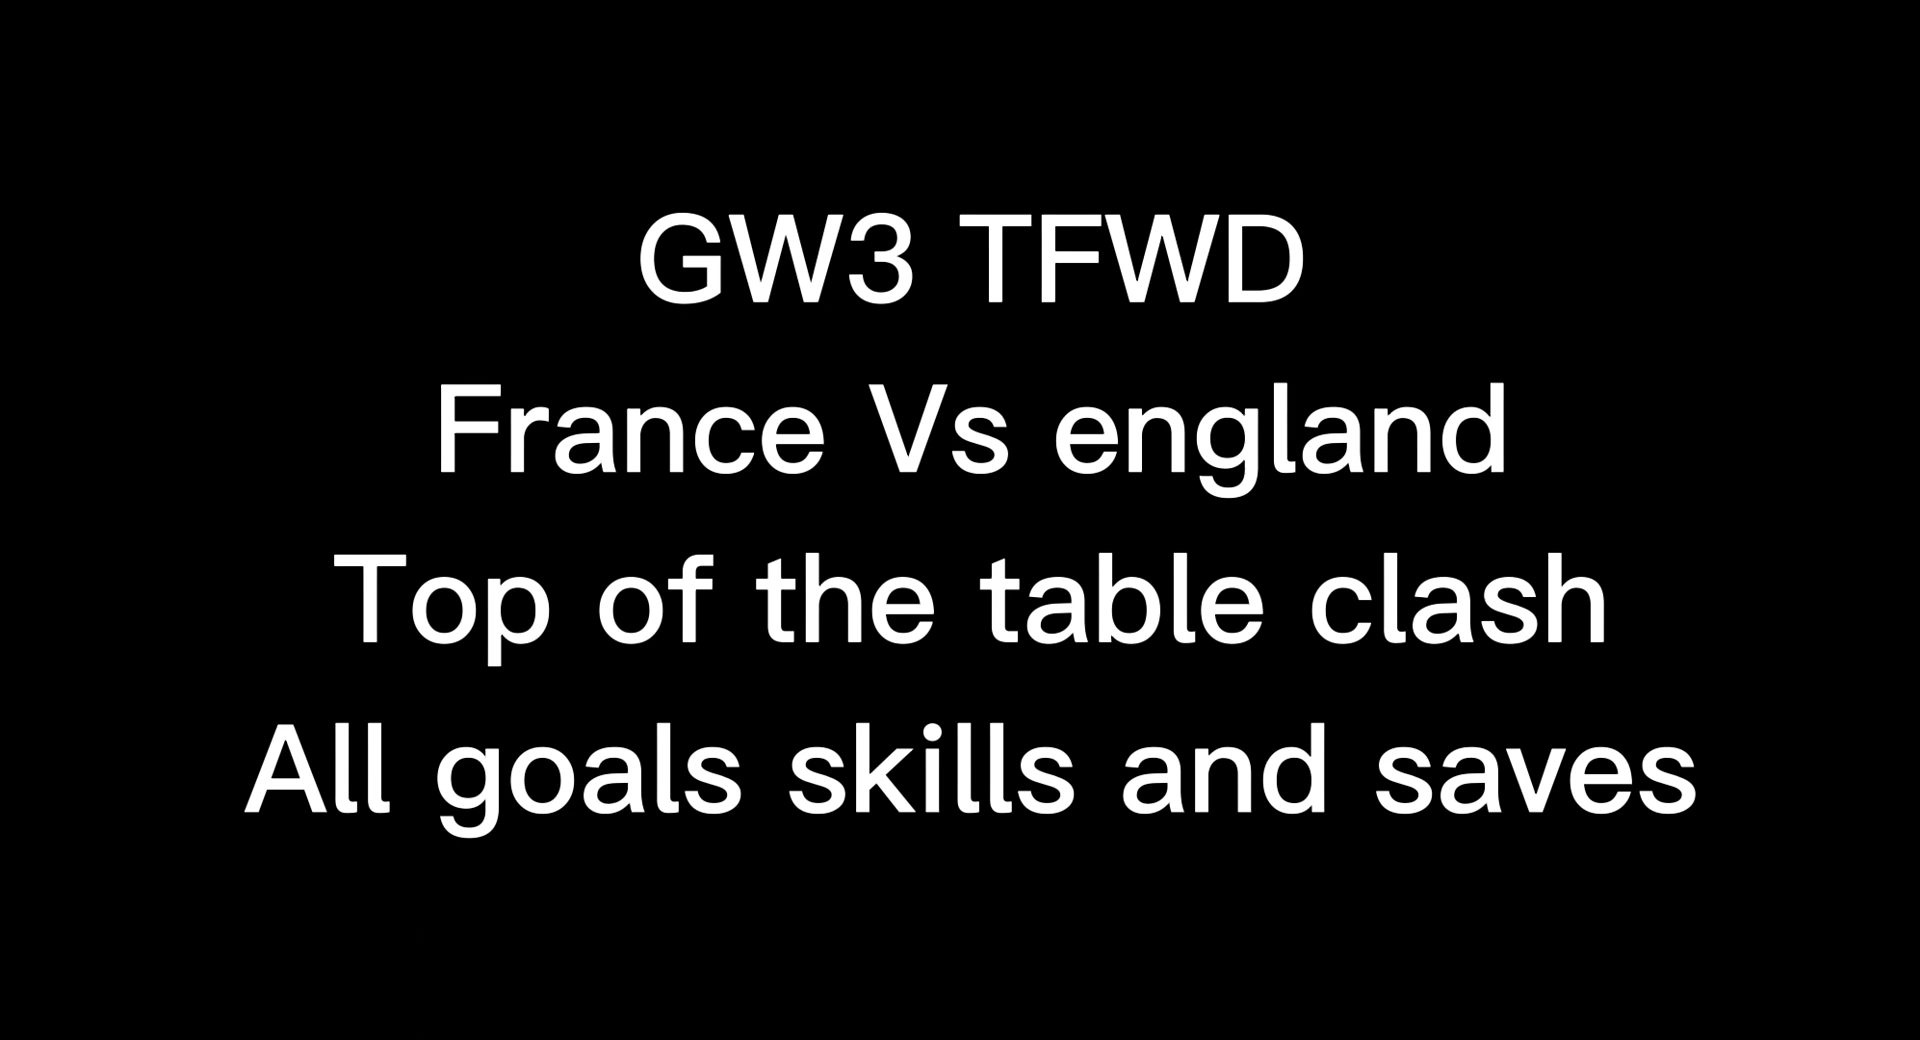 GW3 TFWD
France Vs england
Top of the table clash
All goals skills and saves